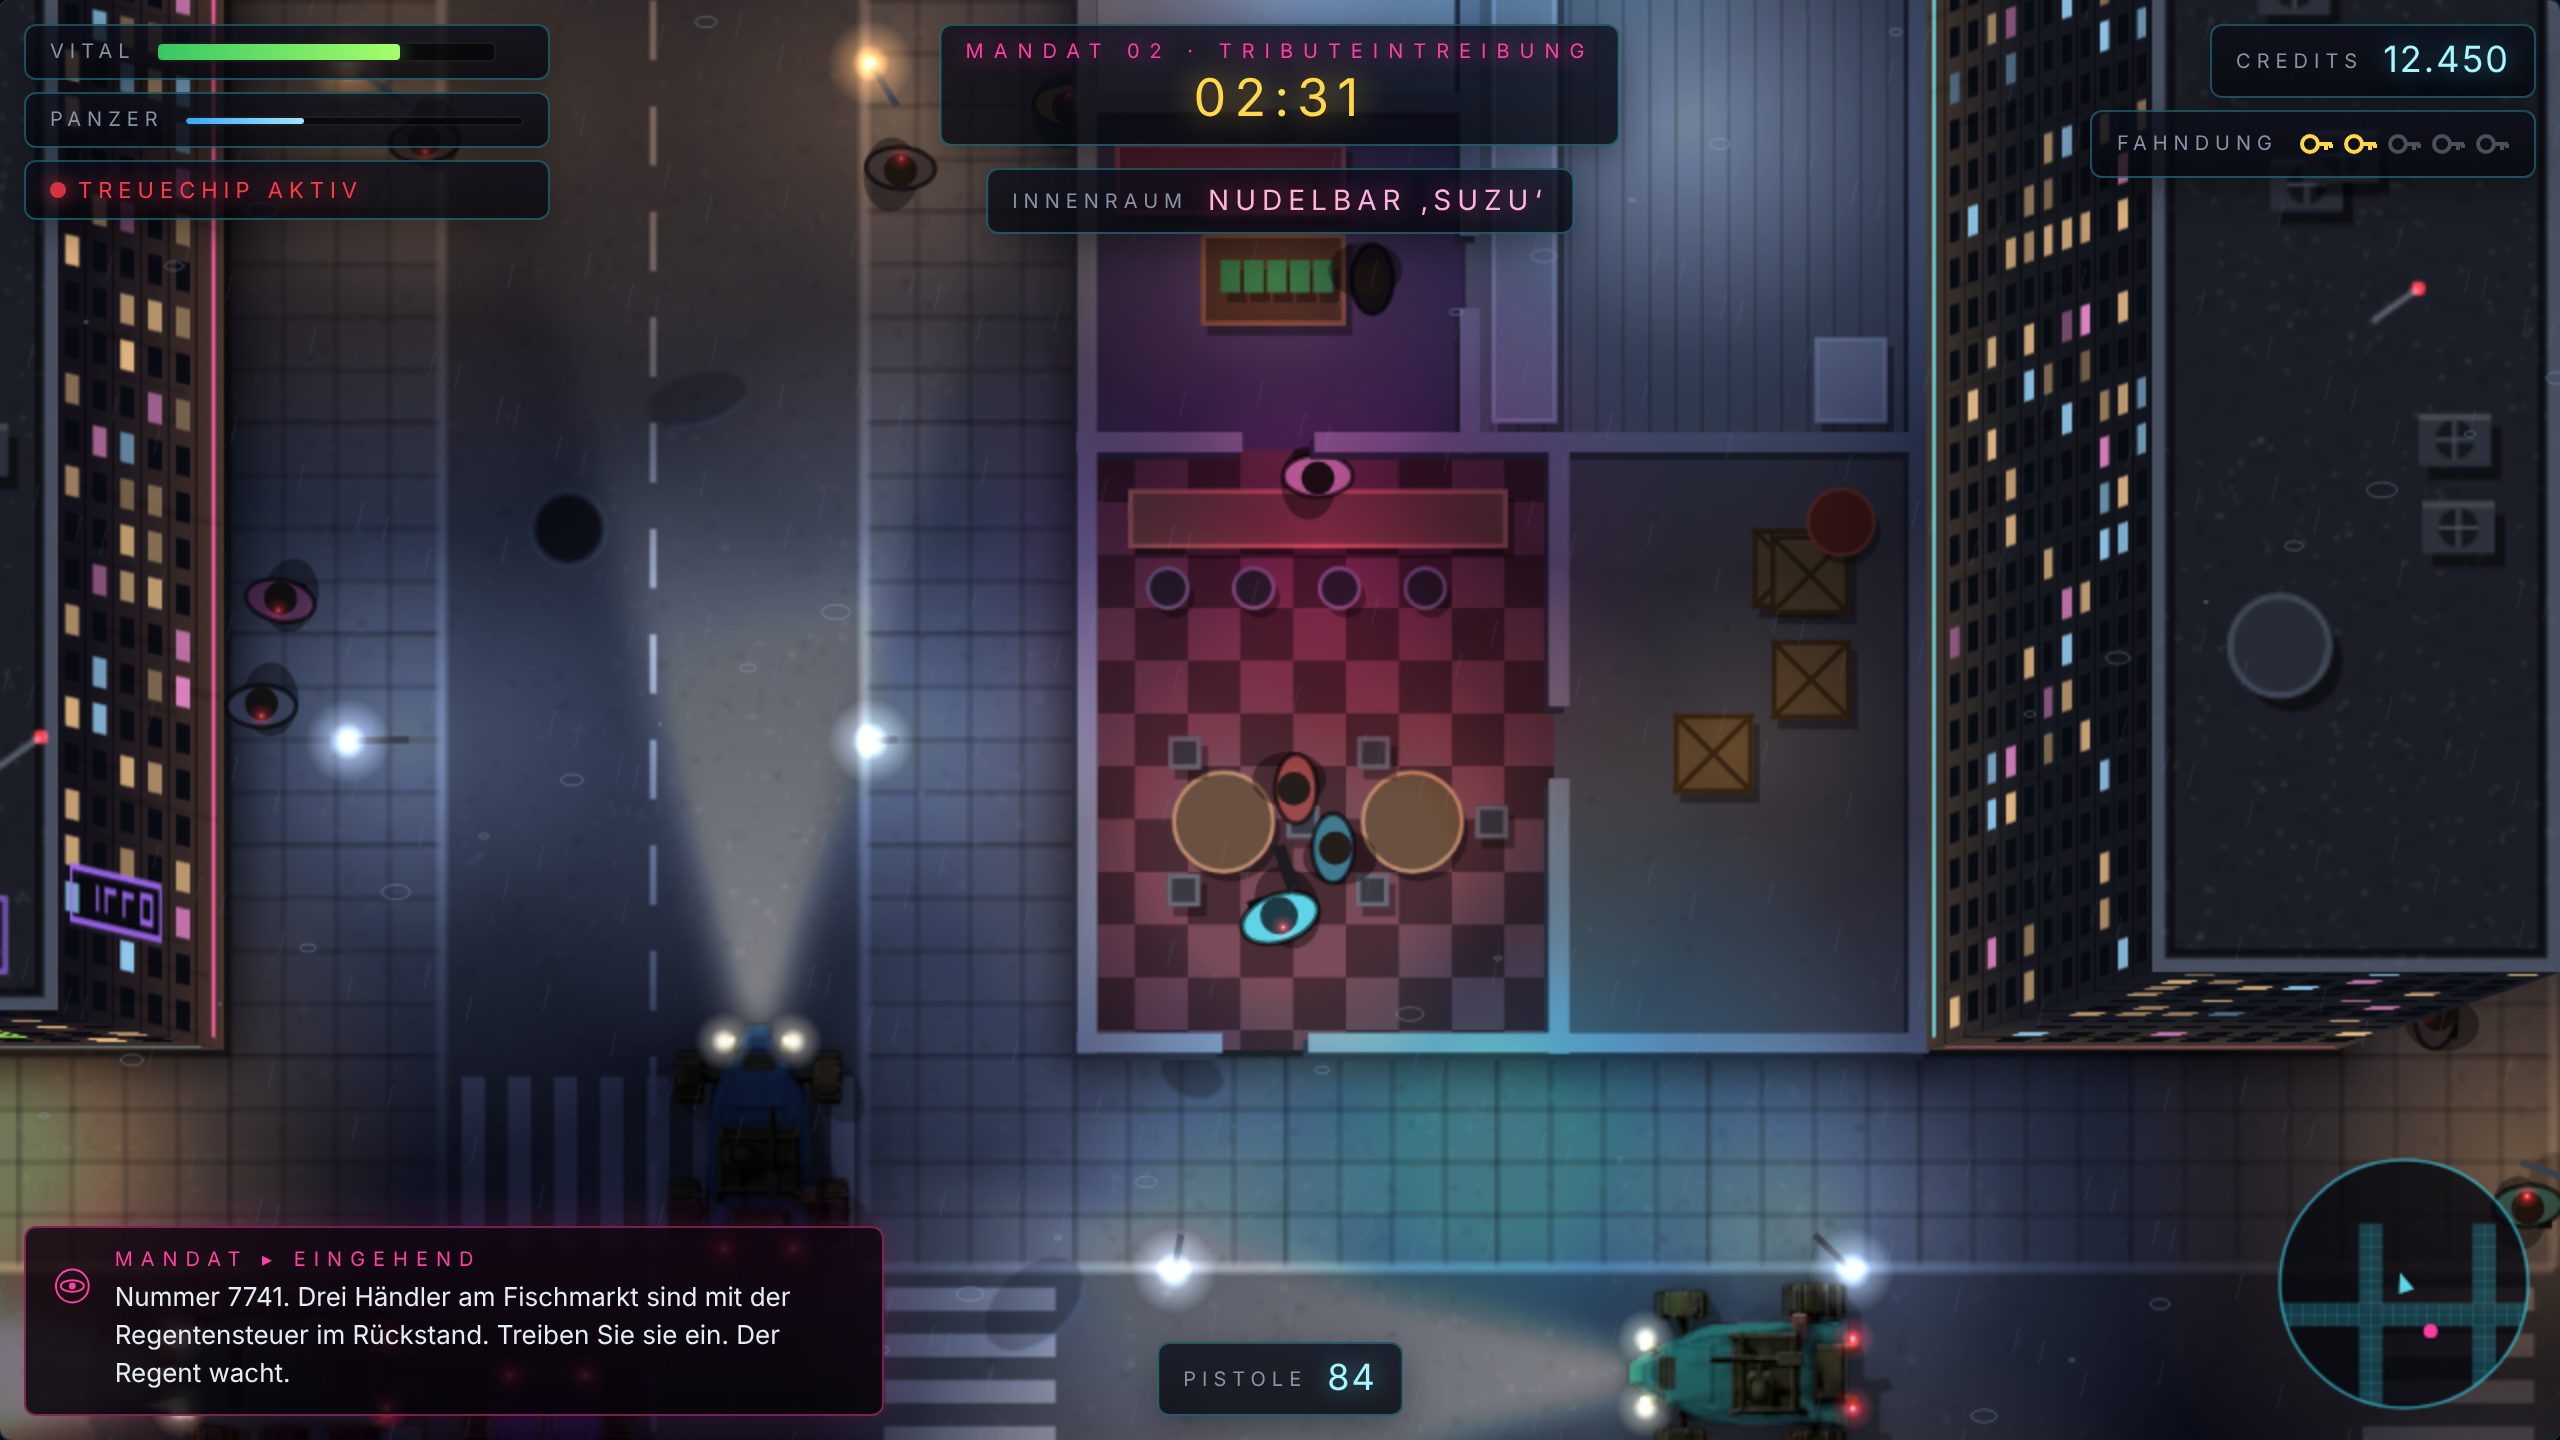 VITAL
PANZER
TREUECHIP AKTIV
MANDAT 02 · TRIBUTEINTREIBUNG
02:31
INNENRAUM NUDELBAR ‚SUZU‘
CREDITS 12.450
FAHNDUNG
MANDAT ▸ EINGEHEND
Nummer 7741. Drei Händler am Fischmarkt sind mit der
Regentensteuer im Rückstand. Treiben Sie sie ein. Der
Regent wacht.
PISTOLE 84